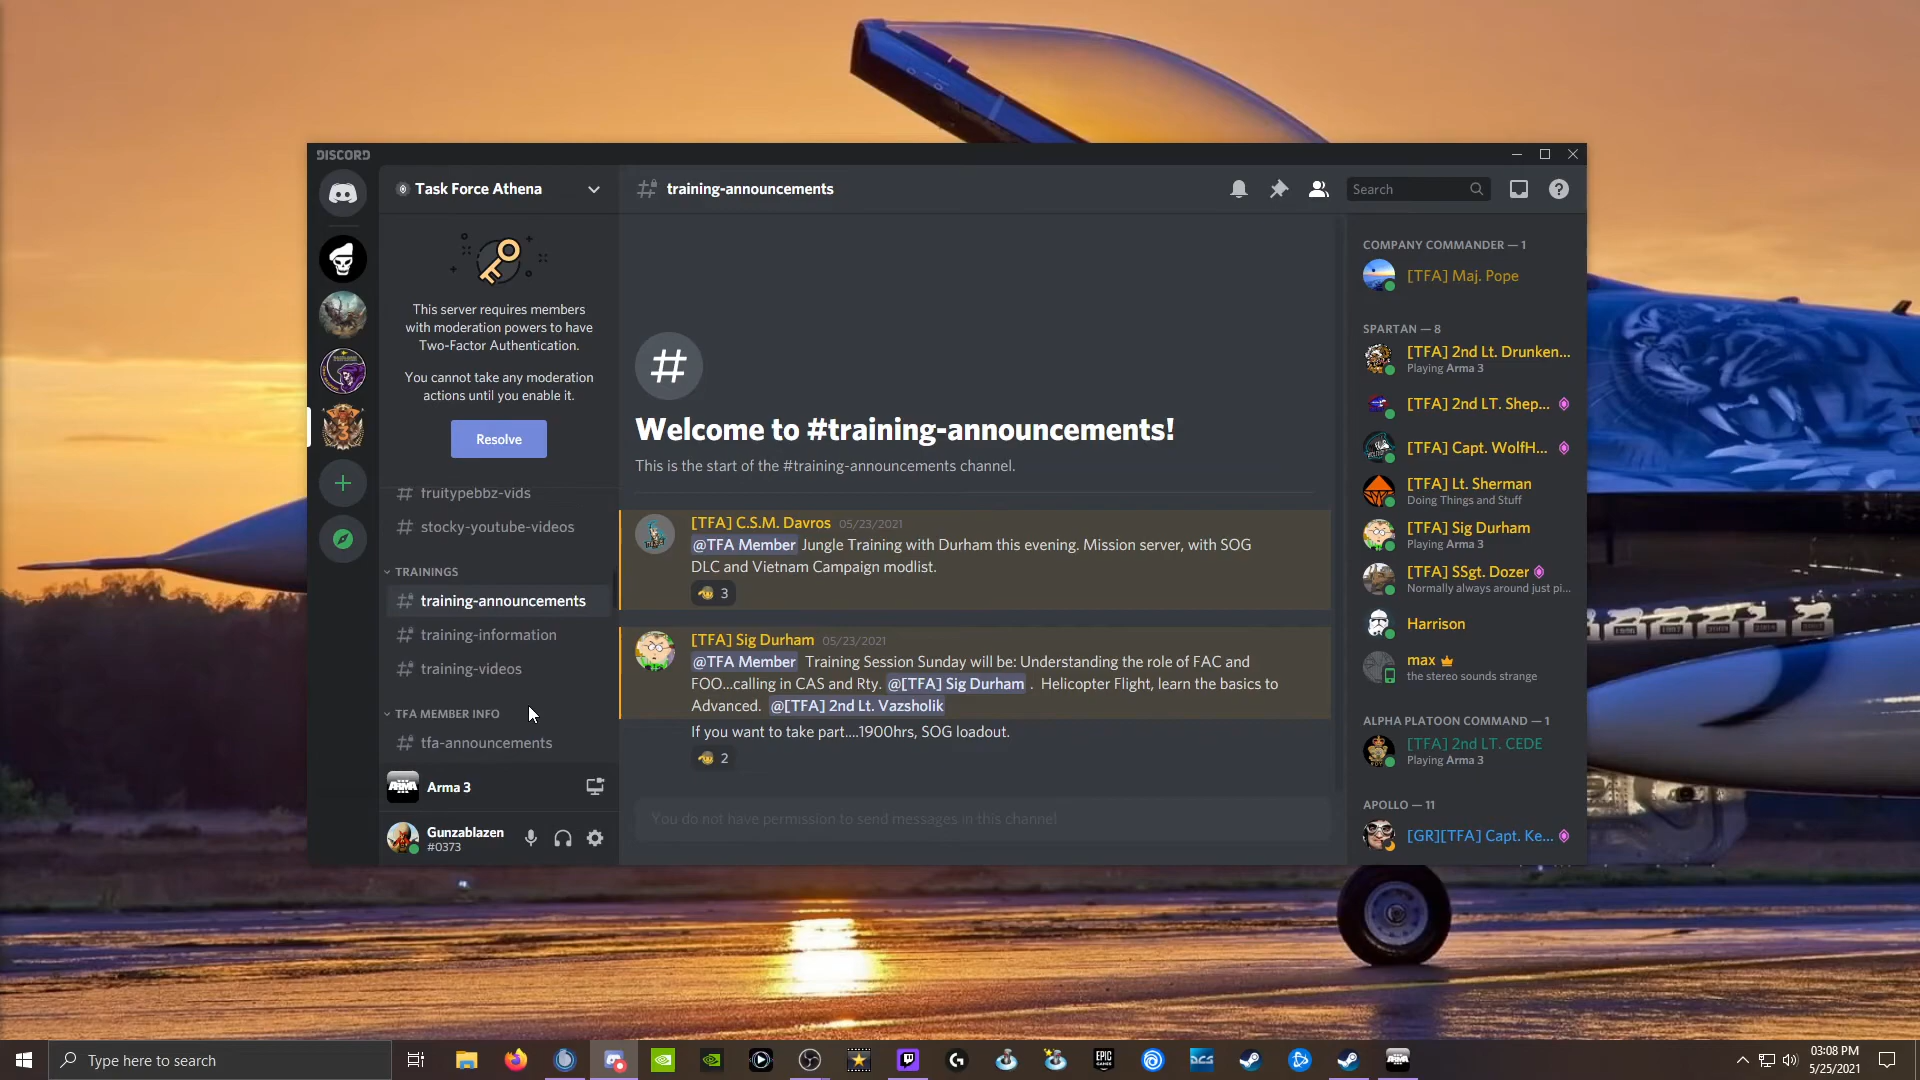 DISCORD
Task Force Athena
training-announcements
Search
This server requires members
with moderation powers to have
Two-Factor Authentication.
You cannot take any moderation
actions until you enable it.
Resolve
fruitypebbz-vids
stocky-youtube-videos
TRAININGS
training-announcements
training-information
training-videos
TFA MEMBER INFO
tfa-announcements
Arma 3
Gunzablazen
#0373
Welcome to #training-announcements!
This is the start of the #training-announcements channel.
[TFA] C.S.M. Davros 05/23/2021
@TFA Member Jungle Training with Durham this evening. Mission server, with SOG
DLC and Vietnam Campaign modlist.
3
[TFA] Sig Durham 05/23/2021
@TFA Member Training Session Sunday will be: Understanding the role of FAC and
FOO...calling in CAS and Rty. @[TFA] Sig Durham . Helicopter Flight, learn the basics to
Advanced. @[TFA] 2nd Lt. Vazsholik
If you want to take part....1900hrs, SOG loadout.
2
You do not have permission to send messages in this channel
COMPANY COMMANDER — 1
[TFA] Maj. Pope
SPARTAN — 8
[TFA] 2nd Lt. Drunken...
Playing Arma 3
[TFA] 2nd LT. Shep...
[TFA] Capt. WolfH...
[TFA] Lt. Sherman
Doing Things and Stuff
[TFA] Sig Durham
Playing Arma 3
[TFA] SSgt. Dozer
Normally always around just pi...
Harrison
max
the stereo sounds strange
ALPHA PLATOON COMMAND — 1
[TFA] 2nd LT. CEDE
Playing Arma 3
APOLLO — 11
[GR][TFA] Capt. Ke...
Type here to search
EPIC
GAMES
DCS
03:08 PM
5/25/2021